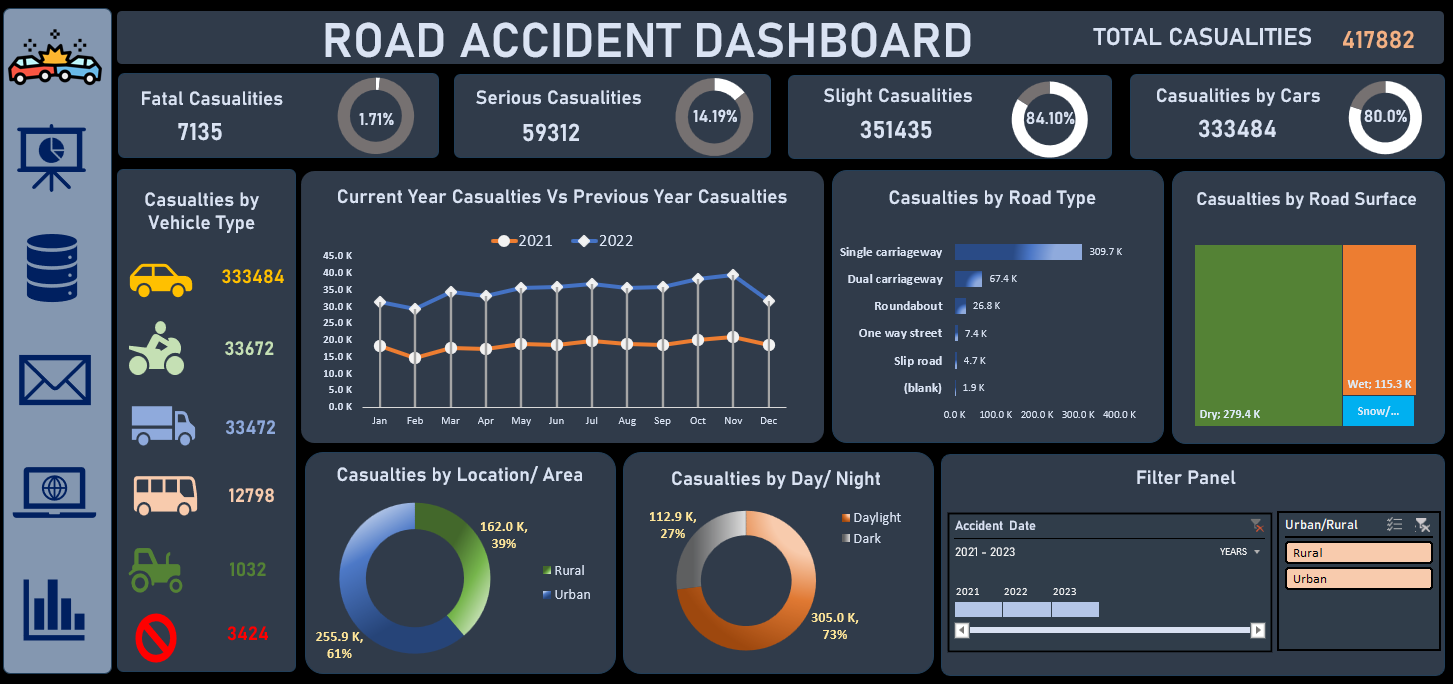 ROAD ACCIDENT DASHBOARD
TOTAL CASUALITIES 417882
Fatal Casualities
7135
1.71%
Serious Casualities
59312
14.19%
Slight Casualities
351435
84.10%
Casualities by Cars
333484
80.0%
Casualties by
Vehicle Type
333484
33672
33472
12798
1032
3424
Current Year Casualties Vs Previous Year Casualties
2021 2022
45.0 K
40.0 K
35.0 K
30.0 K
25.0 K
20.0 K
15.0 K
10.0 K
5.0 K
0.0 K
Jan Feb Mar Apr May Jun Jul Aug Sep Oct Nov Dec
Casualties by Road Type
Single carriageway 309.7 K
Dual carriageway 67.4 K
Roundabout 26.8 K
One way street 7.4 K
Slip road 4.7 K
(blank) 1.9 K
0.0 K 100.0 K 200.0 K 300.0 K 400.0 K
Casualties by Road Surface
Dry; 279.4 K
Wet; 115.3 K
Snow/...
Casualties by Location/ Area
162.0 K,
39%
Rural
Urban
255.9 K,
61%
Casualties by Day/ Night
112.9 K,
27%
Daylight
Dark
305.0 K,
73%
Filter Panel
Accident Date
2021 - 2023 YEARS
2021 2022 2023
Urban/Rural
Rural
Urban